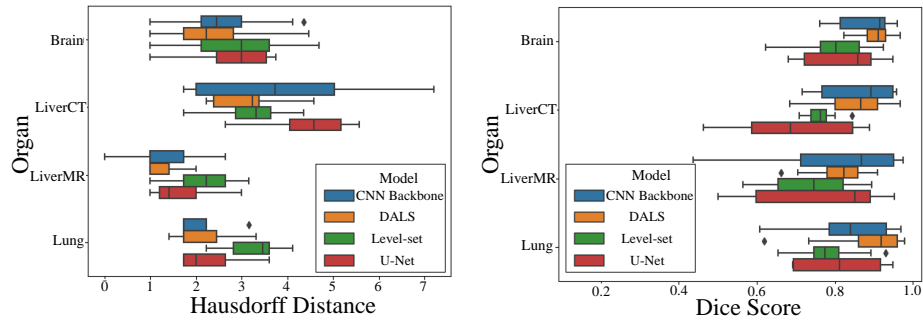 Organ
Brain
LiverCT
LiverMR
Lung
Model
CNN Backbone
DALS
Level-set
U-Net
0 1 2 3 4 5 6 7
Hausdorff Distance
Organ
Brain
LiverCT
LiverMR
Lung
Model
CNN Backbone
DALS
Level-set
U-Net
0.2 0.4 0.6 0.8 1.0
Dice Score